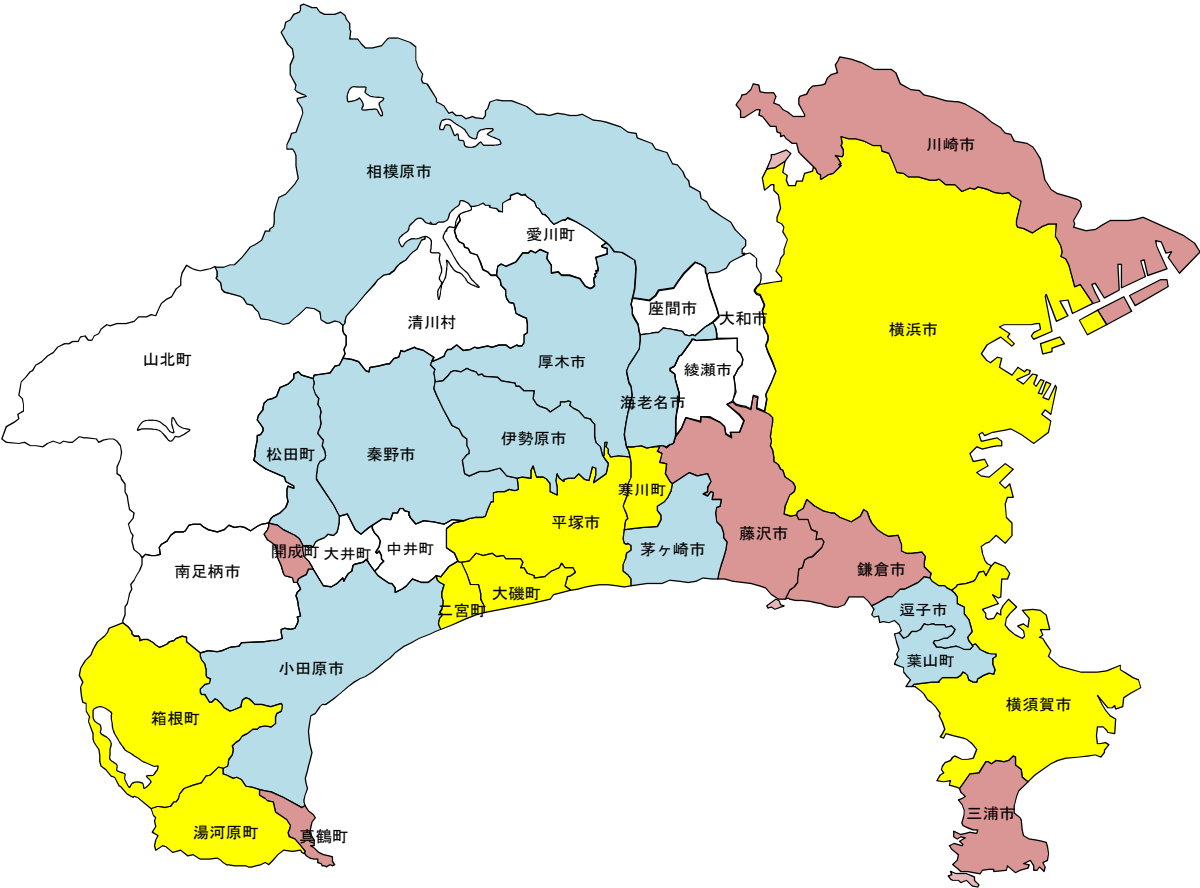 川崎市
相模原市
愛川町
座間市
大和市
清川村
横浜市
山北町
厚木市
綾瀬市
海老名市
伊勢原市
松田町
秦野市
寒川町
平塚市
藤沢市
開成町
大井町
中井町
茅ヶ崎市
南足柄市
鎌倉市
大磯町
二宮町
逗子市
葉山町
小田原市
横須賀市
箱根町
三浦市
湯河原町
真鶴町